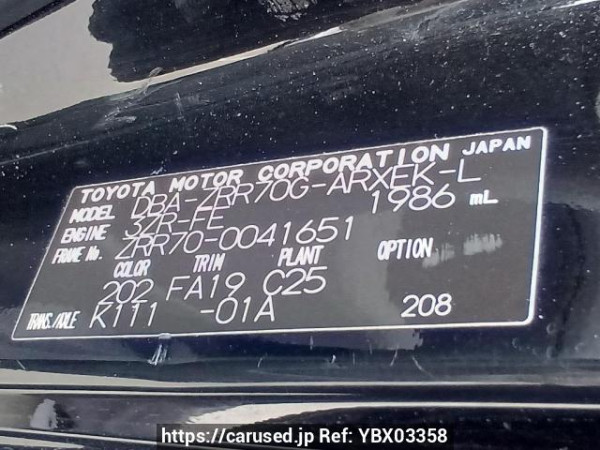 TOYOTA MOTOR CORPORATION JAPAN
MODEL DBA-ZRR70G-ARXEK-L
ENGINE 3ZR-FE 1986 mL
FRAME No. ZRR70-0041651
COLOR TRIM PLANT OPTION
202 FA19 C25
TRANS./AXLE K111 -01A 208
https://carused.jp Ref: YBX03358